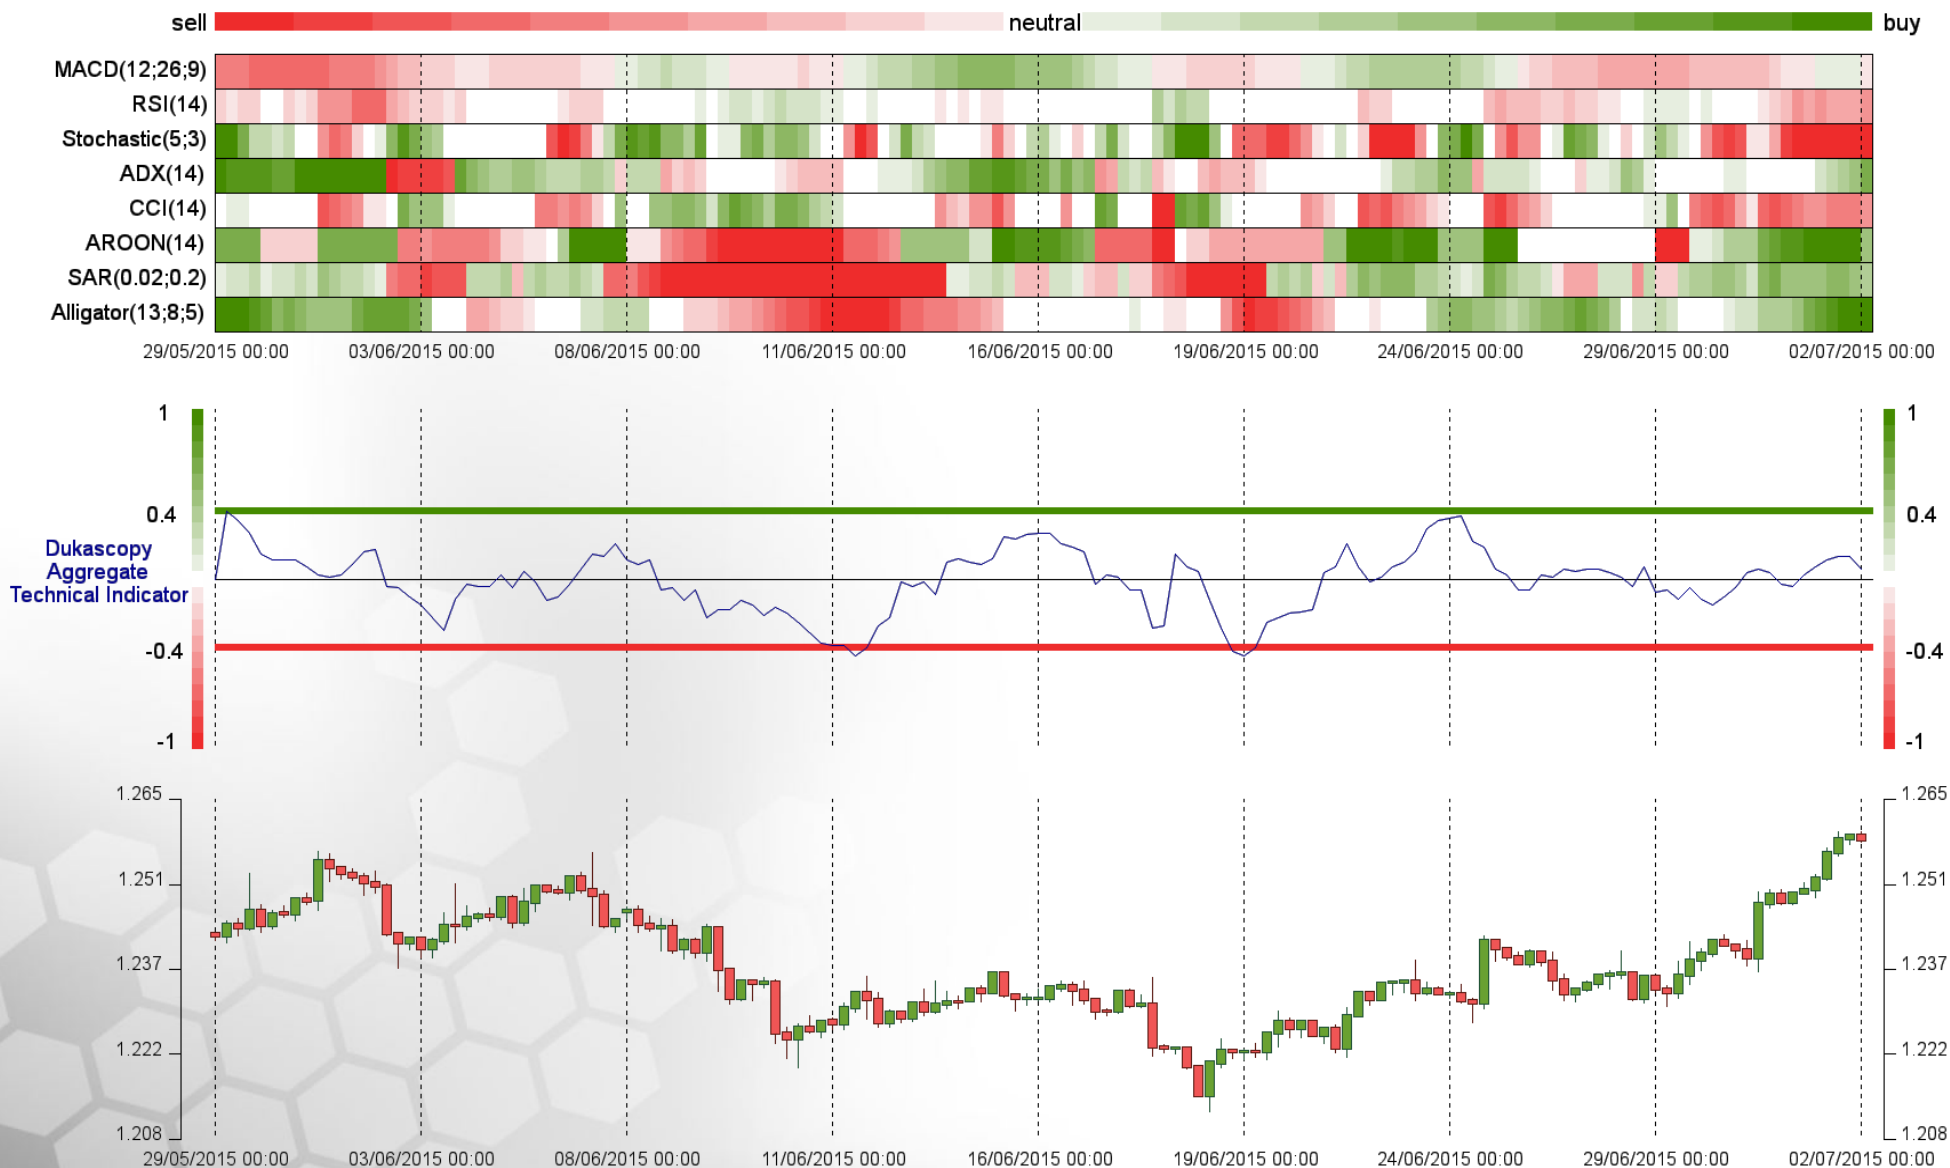 sell neutral buy
MACD(12;26;9)
RSI(14)
Stochastic(5;3)
ADX(14)
CCI(14)
AROON(14)
SAR(0.02;0.2)
Alligator(13;8;5)
29/05/2015 00:00 03/06/2015 00:00 08/06/2015 00:00 11/06/2015 00:00 16/06/2015 00:00 19/06/2015 00:00 24/06/2015 00:00 29/06/2015 00:00 02/07/2015 00:00
1 1
0.4 0.4
Dukascopy
Aggregate
Technical Indicator
-0.4 -0.4
-1 -1
1.265 1.265
1.251 1.251
1.237 1.237
1.222 1.222
1.208 1.208
29/05/2015 00:00 03/06/2015 00:00 08/06/2015 00:00 11/06/2015 00:00 16/06/2015 00:00 19/06/2015 00:00 24/06/2015 00:00 29/06/2015 00:00 02/07/2015 00:00